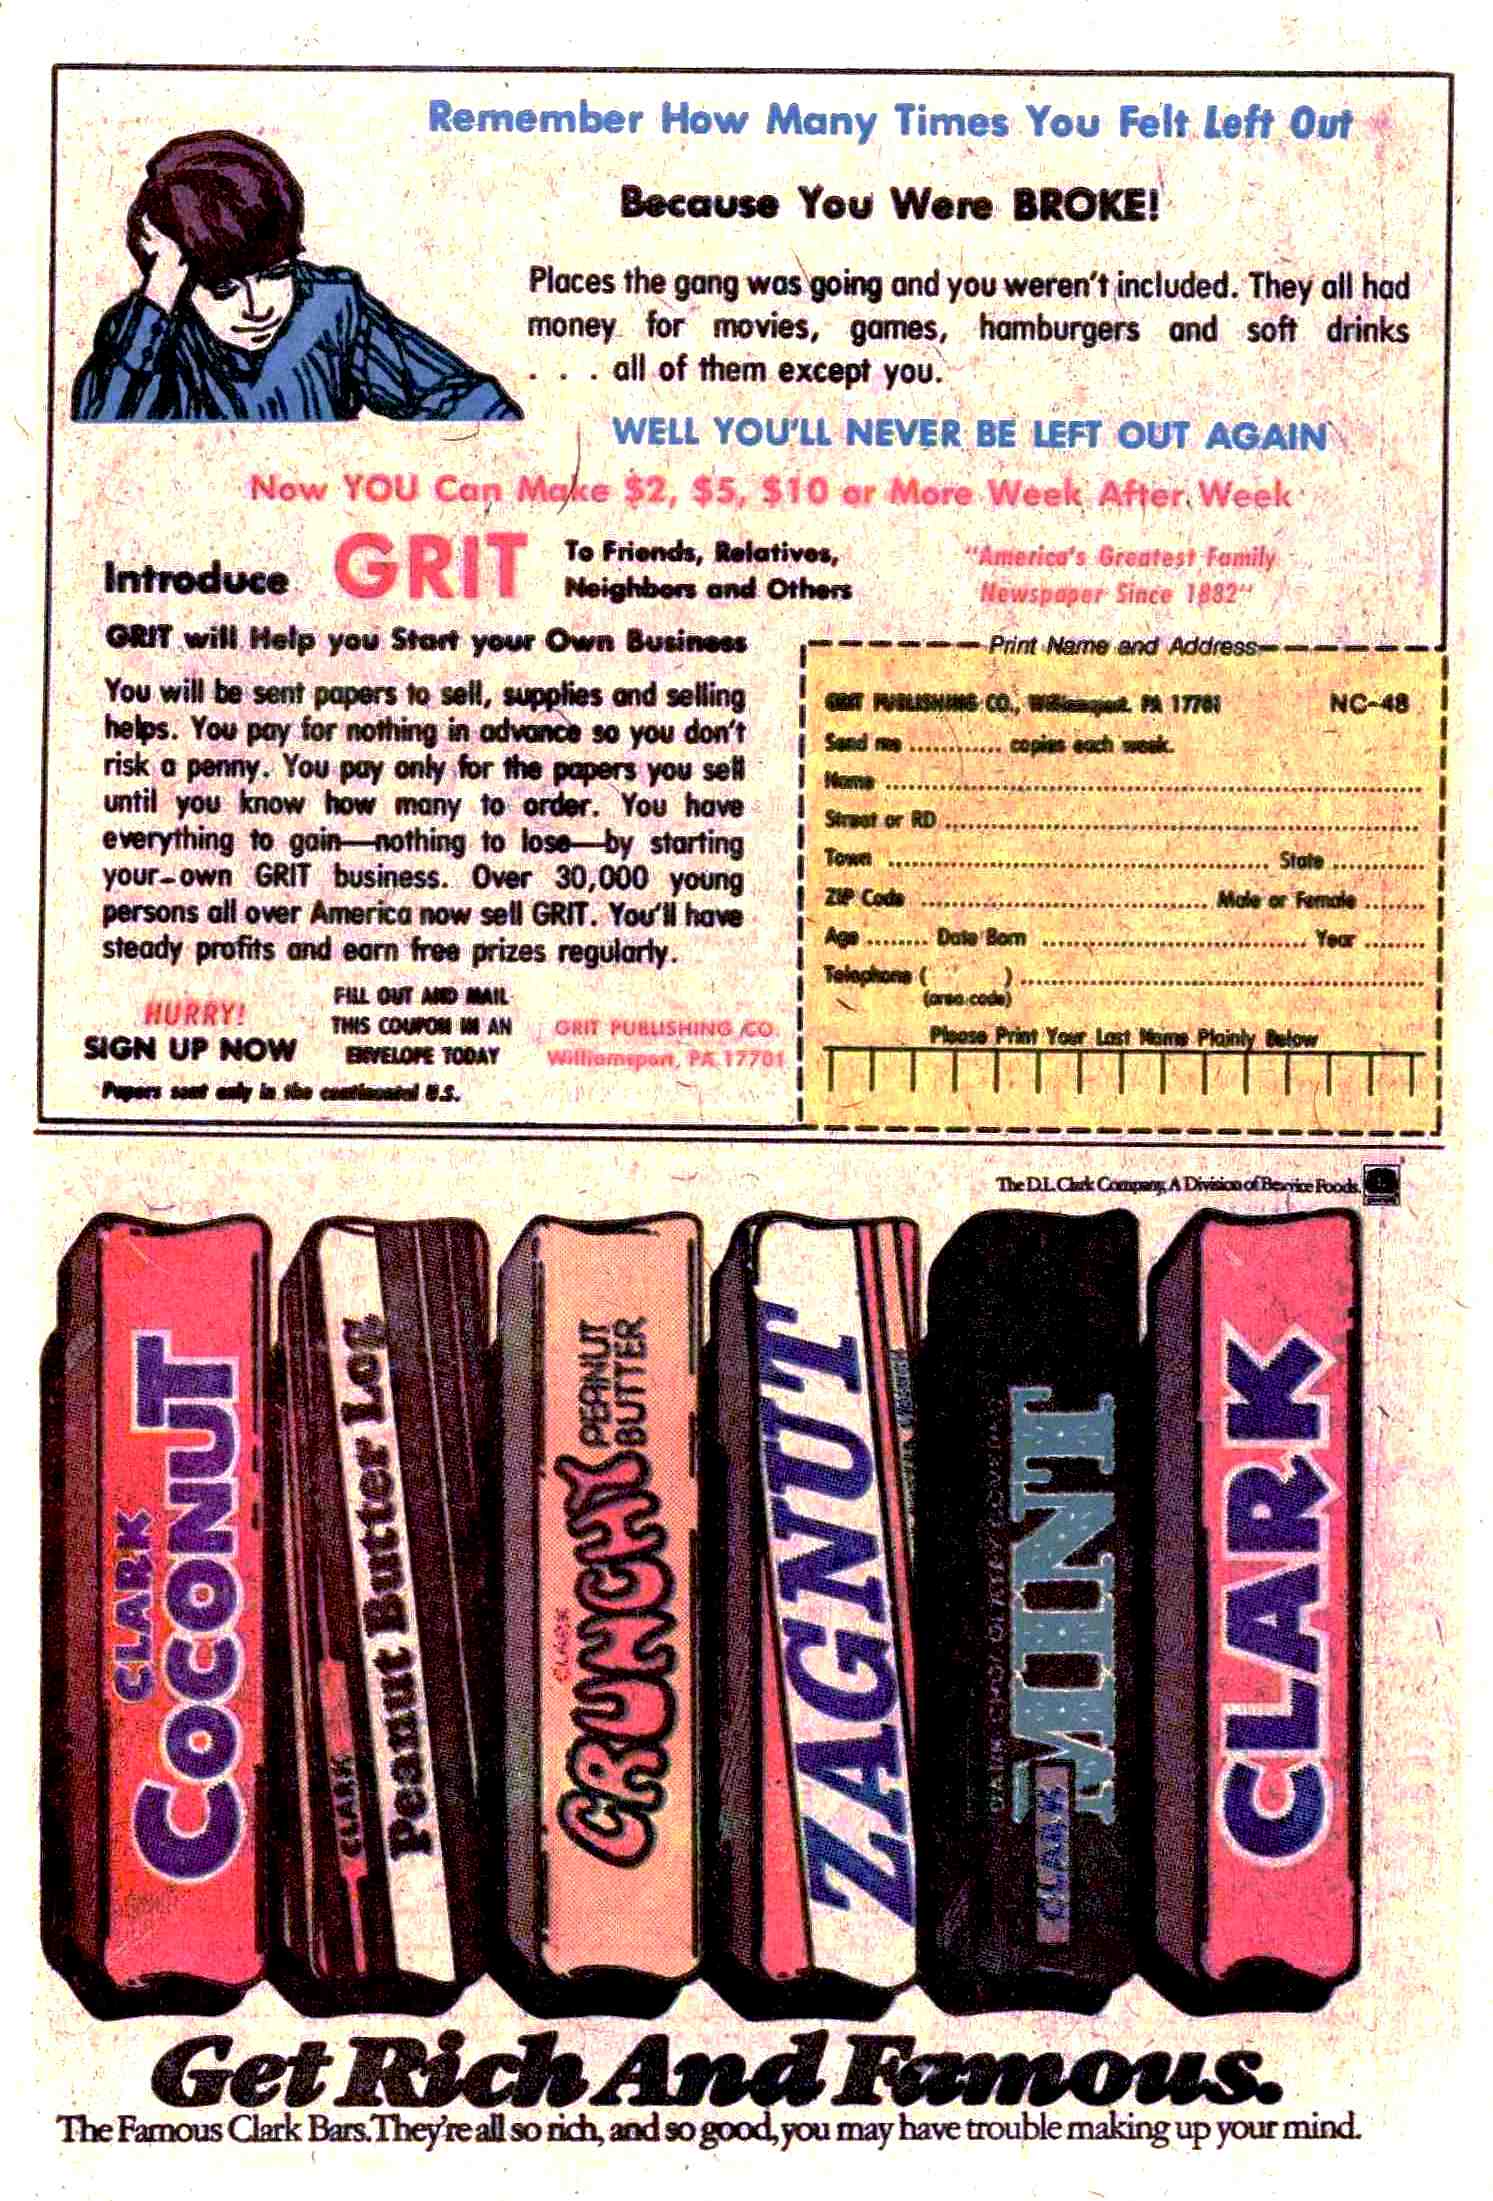 Remember How Many Times You Felt Left Out
Because You Were BROKE!
Places the gang was going and you weren't included. They all had
money for movies, games, hamburgers and soft drinks
. . . all of them except you.
WELL YOU'LL NEVER BE LEFT OUT AGAIN
Now YOU Can Make $2, $5, $10 or More Week After Week
Introduce GRIT To Friends, Relatives,
Neighbors and Others
"America's Greatest Family
Newspaper Since 1882"
GRIT will Help you Start your Own Business
You will be sent papers to sell, supplies and selling
helps. You pay for nothing in advance so you don't
risk a penny. You pay only for the papers you sell
until you know how many to order. You have
everything to gain—nothing to lose—by starting
your-own GRIT business. Over 30,000 young
persons all over America now sell GRIT. You'll have
steady profits and earn free prizes regularly.
HURRY!
SIGN UP NOW
FILL OUT AND MAIL
THIS COUPON IN AN
ENVELOPE TODAY
GRIT PUBLISHING CO.
Williamsport, PA 17701
Papers sent only in the continental U.S.
Print Name and Address
GRIT PUBLISHING CO., Williamsport, PA 17701 NC-48
Send me ............ copies each week.
Name
Street or RD
Town State
ZIP Code Male or Female
Age ........ Date Born Year
Telephone ( )
(area code)
Please Print Your Last Name Plainly Below
The D.L. Clark Company, A Division of Beatrice Foods.
CLARK
COCONUT
CLARK
Peanut Butter Log
CLARK
CRUNCHY
PEANUT
BUTTER
ZAGNUT
MINT
CLARK
CLARK
Get Rich And Famous.
The Famous Clark Bars. They're all so rich, and so good, you may have trouble making up your mind.